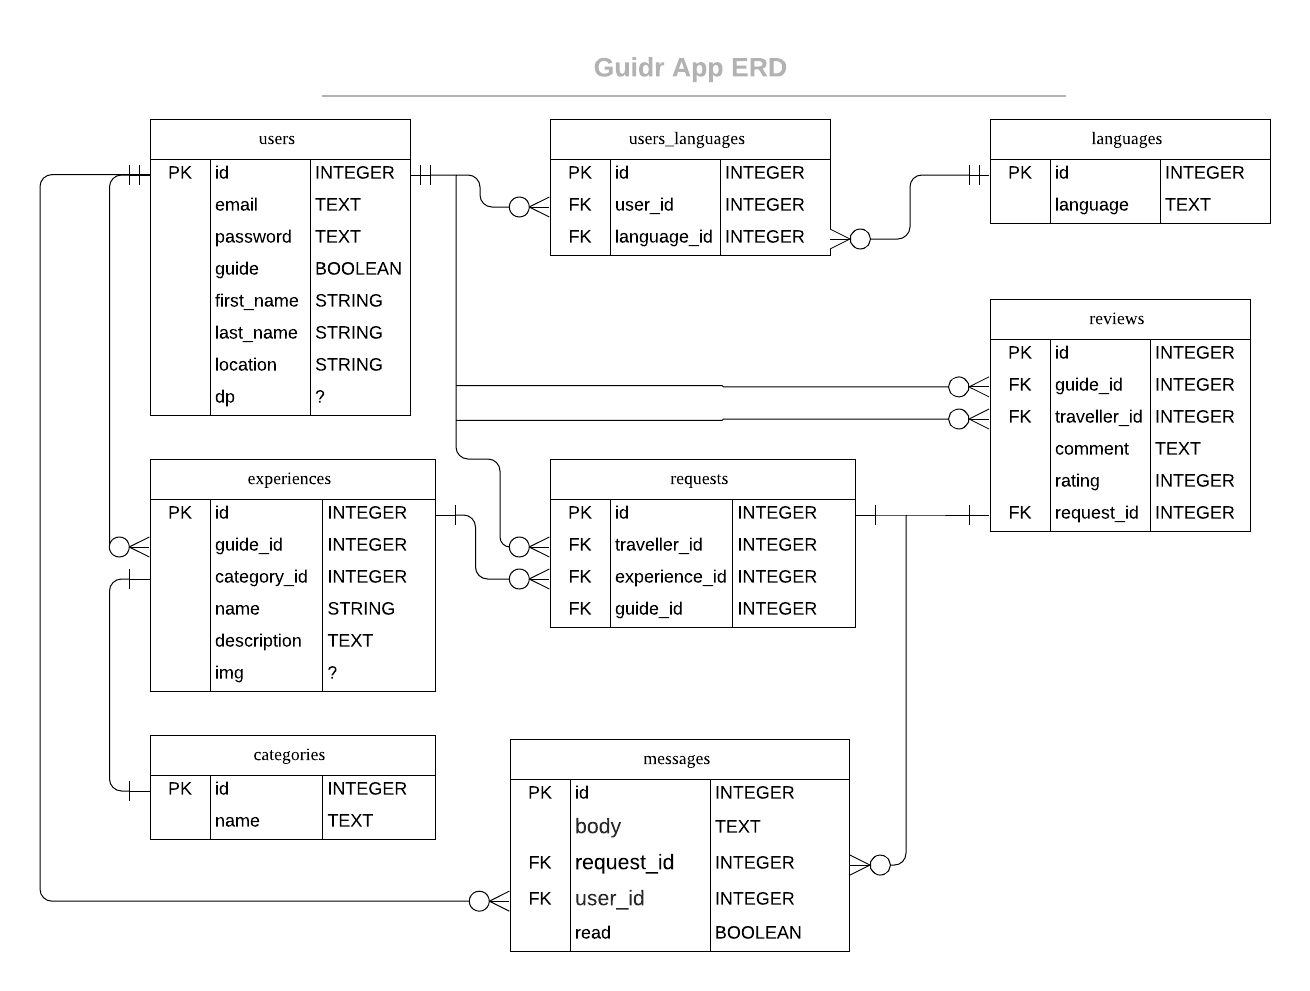 Guidr App ERD
users
PK id INTEGER
email TEXT
password TEXT
guide BOOLEAN
first_name STRING
last_name STRING
location STRING
dp ?
users_languages
PK id INTEGER
FK user_id INTEGER
FK language_id INTEGER
languages
PK id INTEGER
language TEXT
reviews
PK id INTEGER
FK guide_id INTEGER
FK traveller_id INTEGER
comment TEXT
rating INTEGER
FK request_id INTEGER
experiences
PK id INTEGER
guide_id INTEGER
category_id INTEGER
name STRING
description TEXT
img ?
requests
PK id INTEGER
FK traveller_id INTEGER
FK experience_id INTEGER
FK guide_id INTEGER
categories
PK id INTEGER
name TEXT
messages
PK id INTEGER
body TEXT
FK request_id INTEGER
FK user_id INTEGER
read BOOLEAN